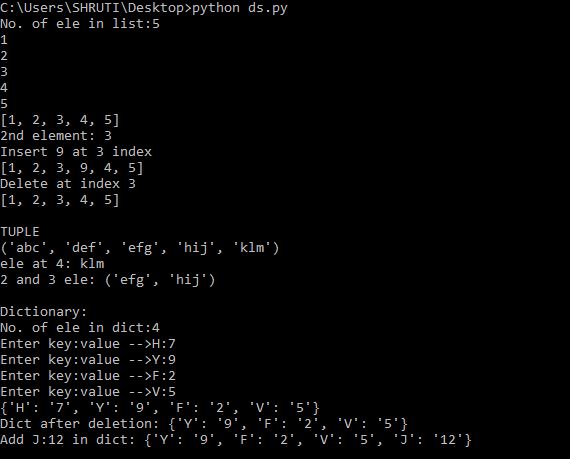 C:\Users\SHRUTI\Desktop>python ds.py
No. of ele in list:5
1
2
3
4
5
[1, 2, 3, 4, 5]
2nd element: 3
Insert 9 at 3 index
[1, 2, 3, 9, 4, 5]
Delete at index 3
[1, 2, 3, 4, 5]

TUPLE
('abc', 'def', 'efg', 'hij', 'klm')
ele at 4: klm
2 and 3 ele: ('efg', 'hij')

Dictionary:
No. of ele in dict:4
Enter key:value -->H:7
Enter key:value -->Y:9
Enter key:value -->F:2
Enter key:value -->V:5
{'H': '7', 'Y': '9', 'F': '2', 'V': '5'}
Dict after deletion: {'Y': '9', 'F': '2', 'V': '5'}
Add J:12 in dict: {'Y': '9', 'F': '2', 'V': '5', 'J': '12'}